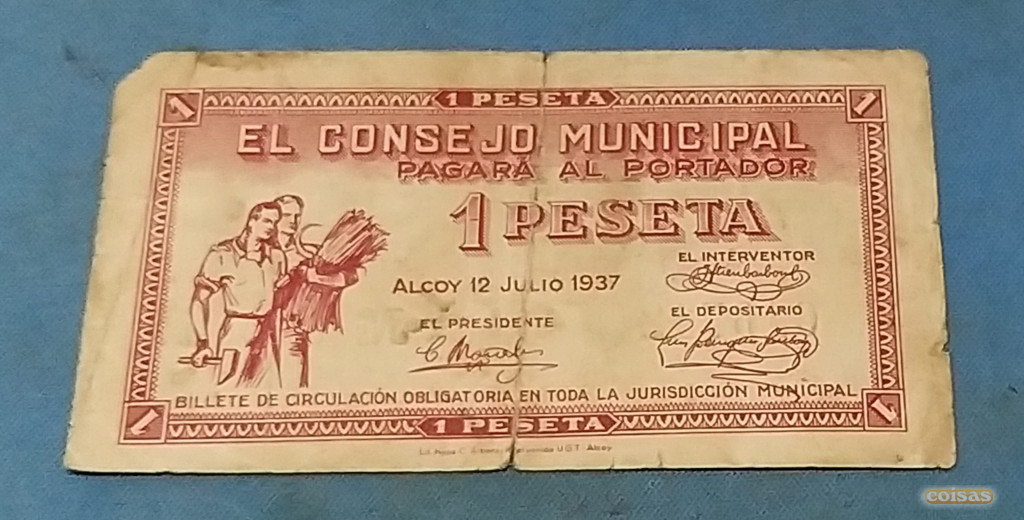 1 1 PESETA 1
EL CONSEJO MUNICIPAL
PAGARÁ AL PORTADOR
1 PESETA
EL INTERVENTOR
ALCOY 12 JULIO 1937
EL DEPOSITARIO
EL PRESIDENTE
BILLETE DE CIRCULACIÓN OBLIGATORIA EN TODA LA JURISDICCIÓN MUNICIPAL
1 1 PESETA 1
U.G.T. Alcoy
coisas